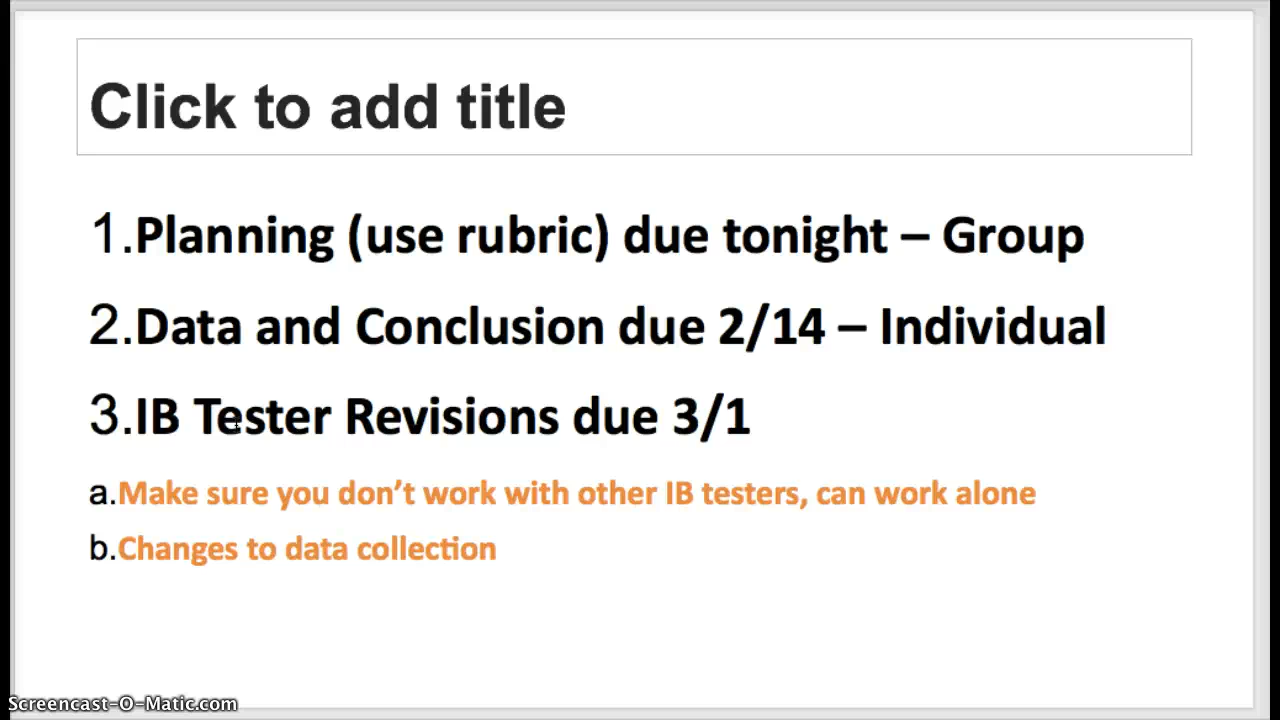 Click to add title
1.Planning (use rubric) due tonight – Group
2.Data and Conclusion due 2/14 – Individual
3.IB Tester Revisions due 3/1
a.Make sure you don’t work with other IB testers, can work alone
b.Changes to data collection
Screencast-O-Matic.com